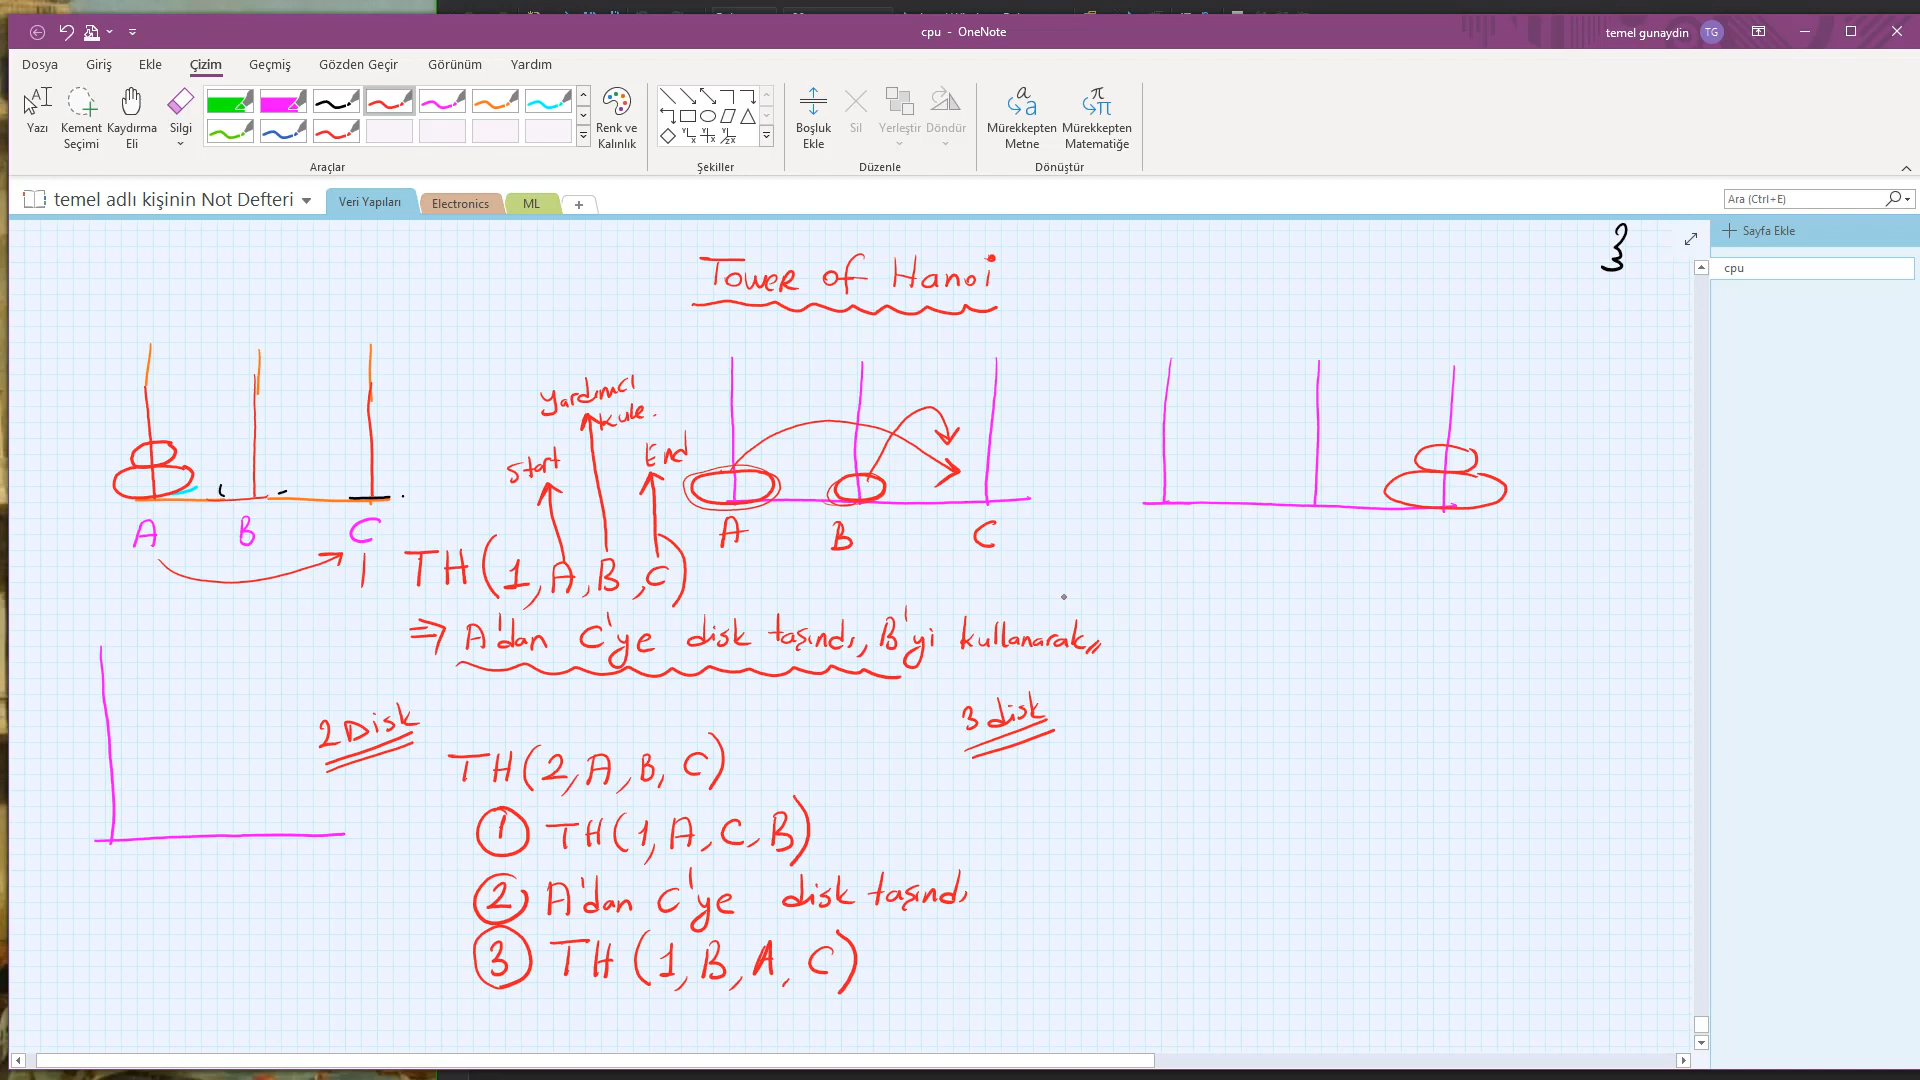 cpu - OneNote
temel gunaydin
TG
Dosya Giriş Ekle Çizim Geçmiş Gözden Geçir Görünüm Yardım
Yazı
Kement Seçimi
Kaydırma Eli
Silgi
Renk ve Kalınlık
Boşluk Ekle
Sil
Yerleştir
Döndür
Mürekkepten Metne
Mürekkepten Matematiğe
Araçlar
Şekiller
Düzenle
Dönüştür
temel adlı kişinin Not Defteri
Veri Yapıları
Electronics
ML
Ara (Ctrl+E)
Sayfa Ekle
cpu
Tower of Hanoi
Yardımcı
kule.
Start
End
A B C
A B C
TH(1, A, B, C)
⇒ A'dan C'ye disk taşındı, B'yi kullanarak,,
2 Disk
3 disk
TH(2, A, B, C)
① TH(1, A, C, B)
② A'dan C'ye disk taşındı
③ TH(1, B, A, C)